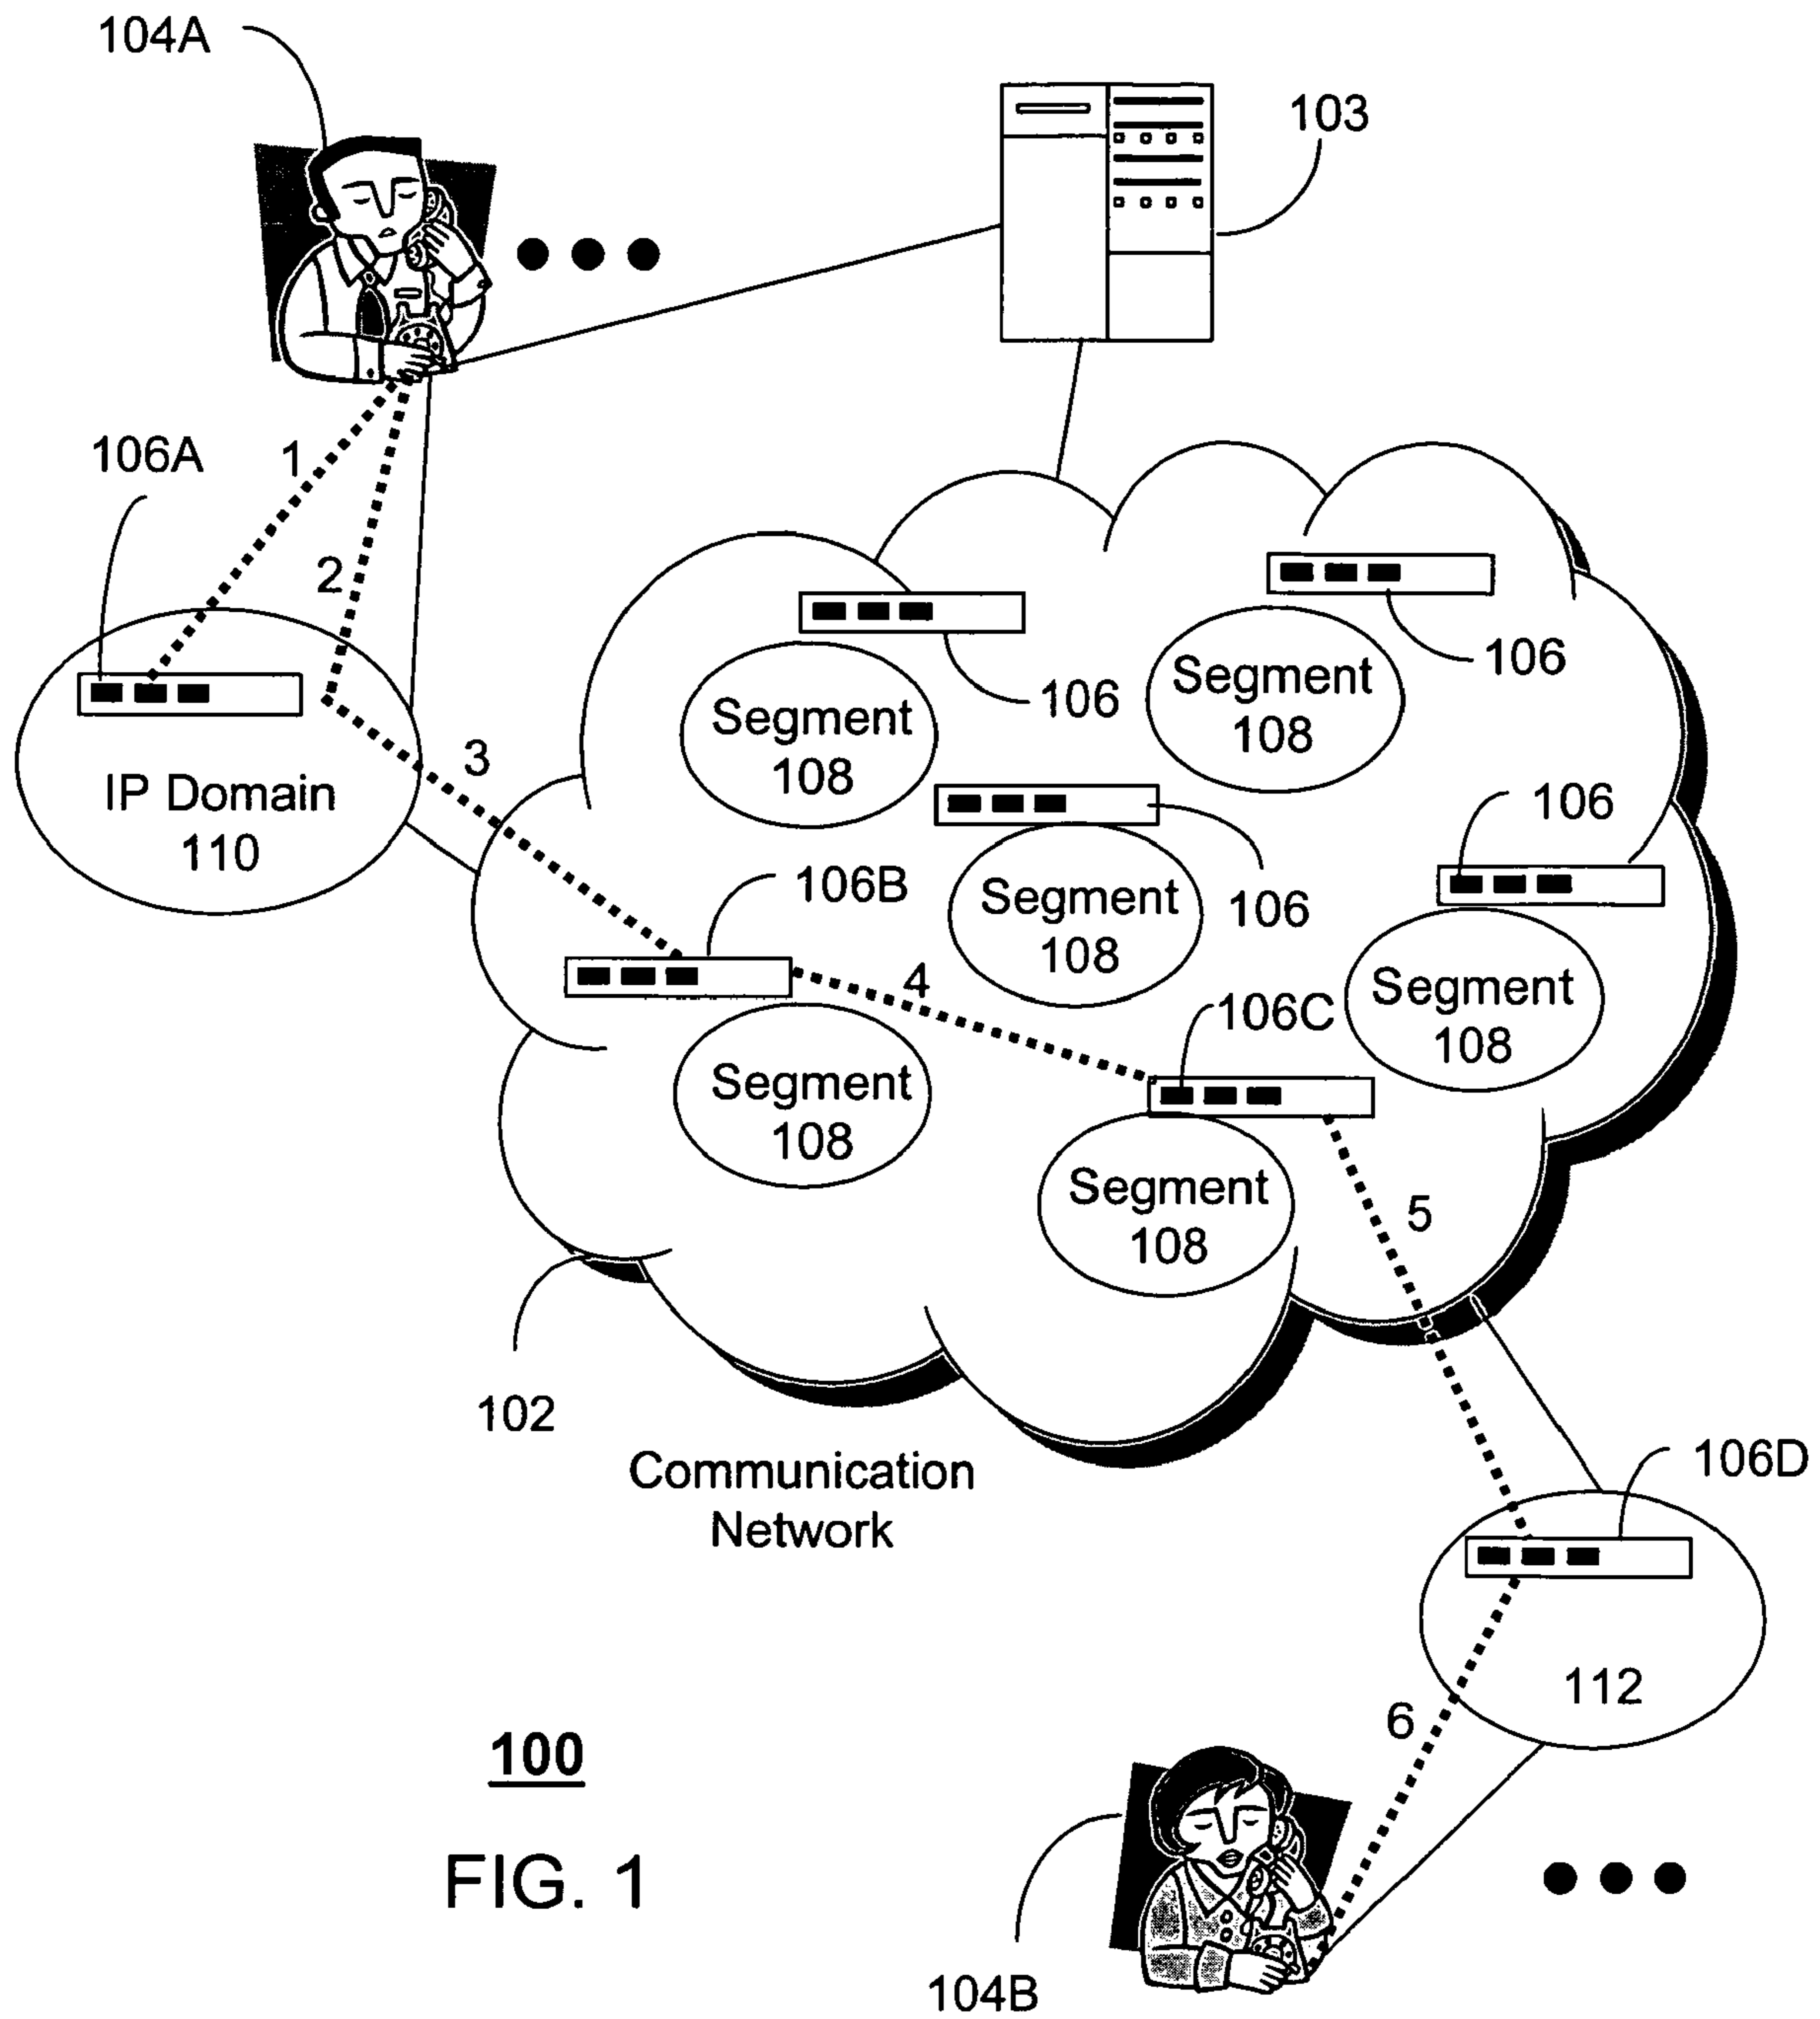 104A
103
106A
1
2
106
106
Segment
108
Segment
108
3
IP Domain
110
106
106B
Segment
108
106
4
106C
Segment
108
Segment
108
Segment
108
5
102
Communication
Network
106D
112
6
100
FIG. 1
104B